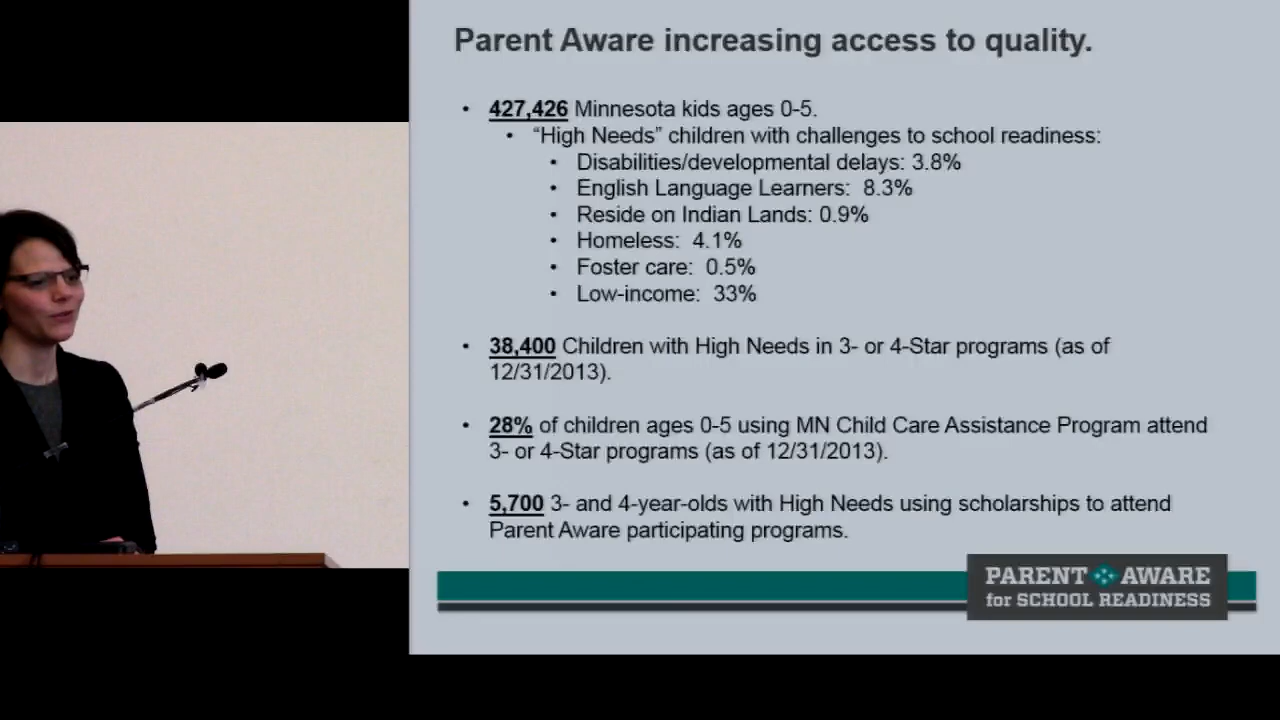 Parent Aware increasing access to quality.
• 427,426 Minnesota kids ages 0-5.
• “High Needs” children with challenges to school readiness:
• Disabilities/developmental delays: 3.8%
• English Language Learners: 8.3%
• Reside on Indian Lands: 0.9%
• Homeless: 4.1%
• Foster care: 0.5%
• Low-income: 33%
• 38,400 Children with High Needs in 3- or 4-Star programs (as of
12/31/2013).
• 28% of children ages 0-5 using MN Child Care Assistance Program attend
3- or 4-Star programs (as of 12/31/2013).
• 5,700 3- and 4-year-olds with High Needs using scholarships to attend
Parent Aware participating programs.
PARENT AWARE
for SCHOOL READINESS